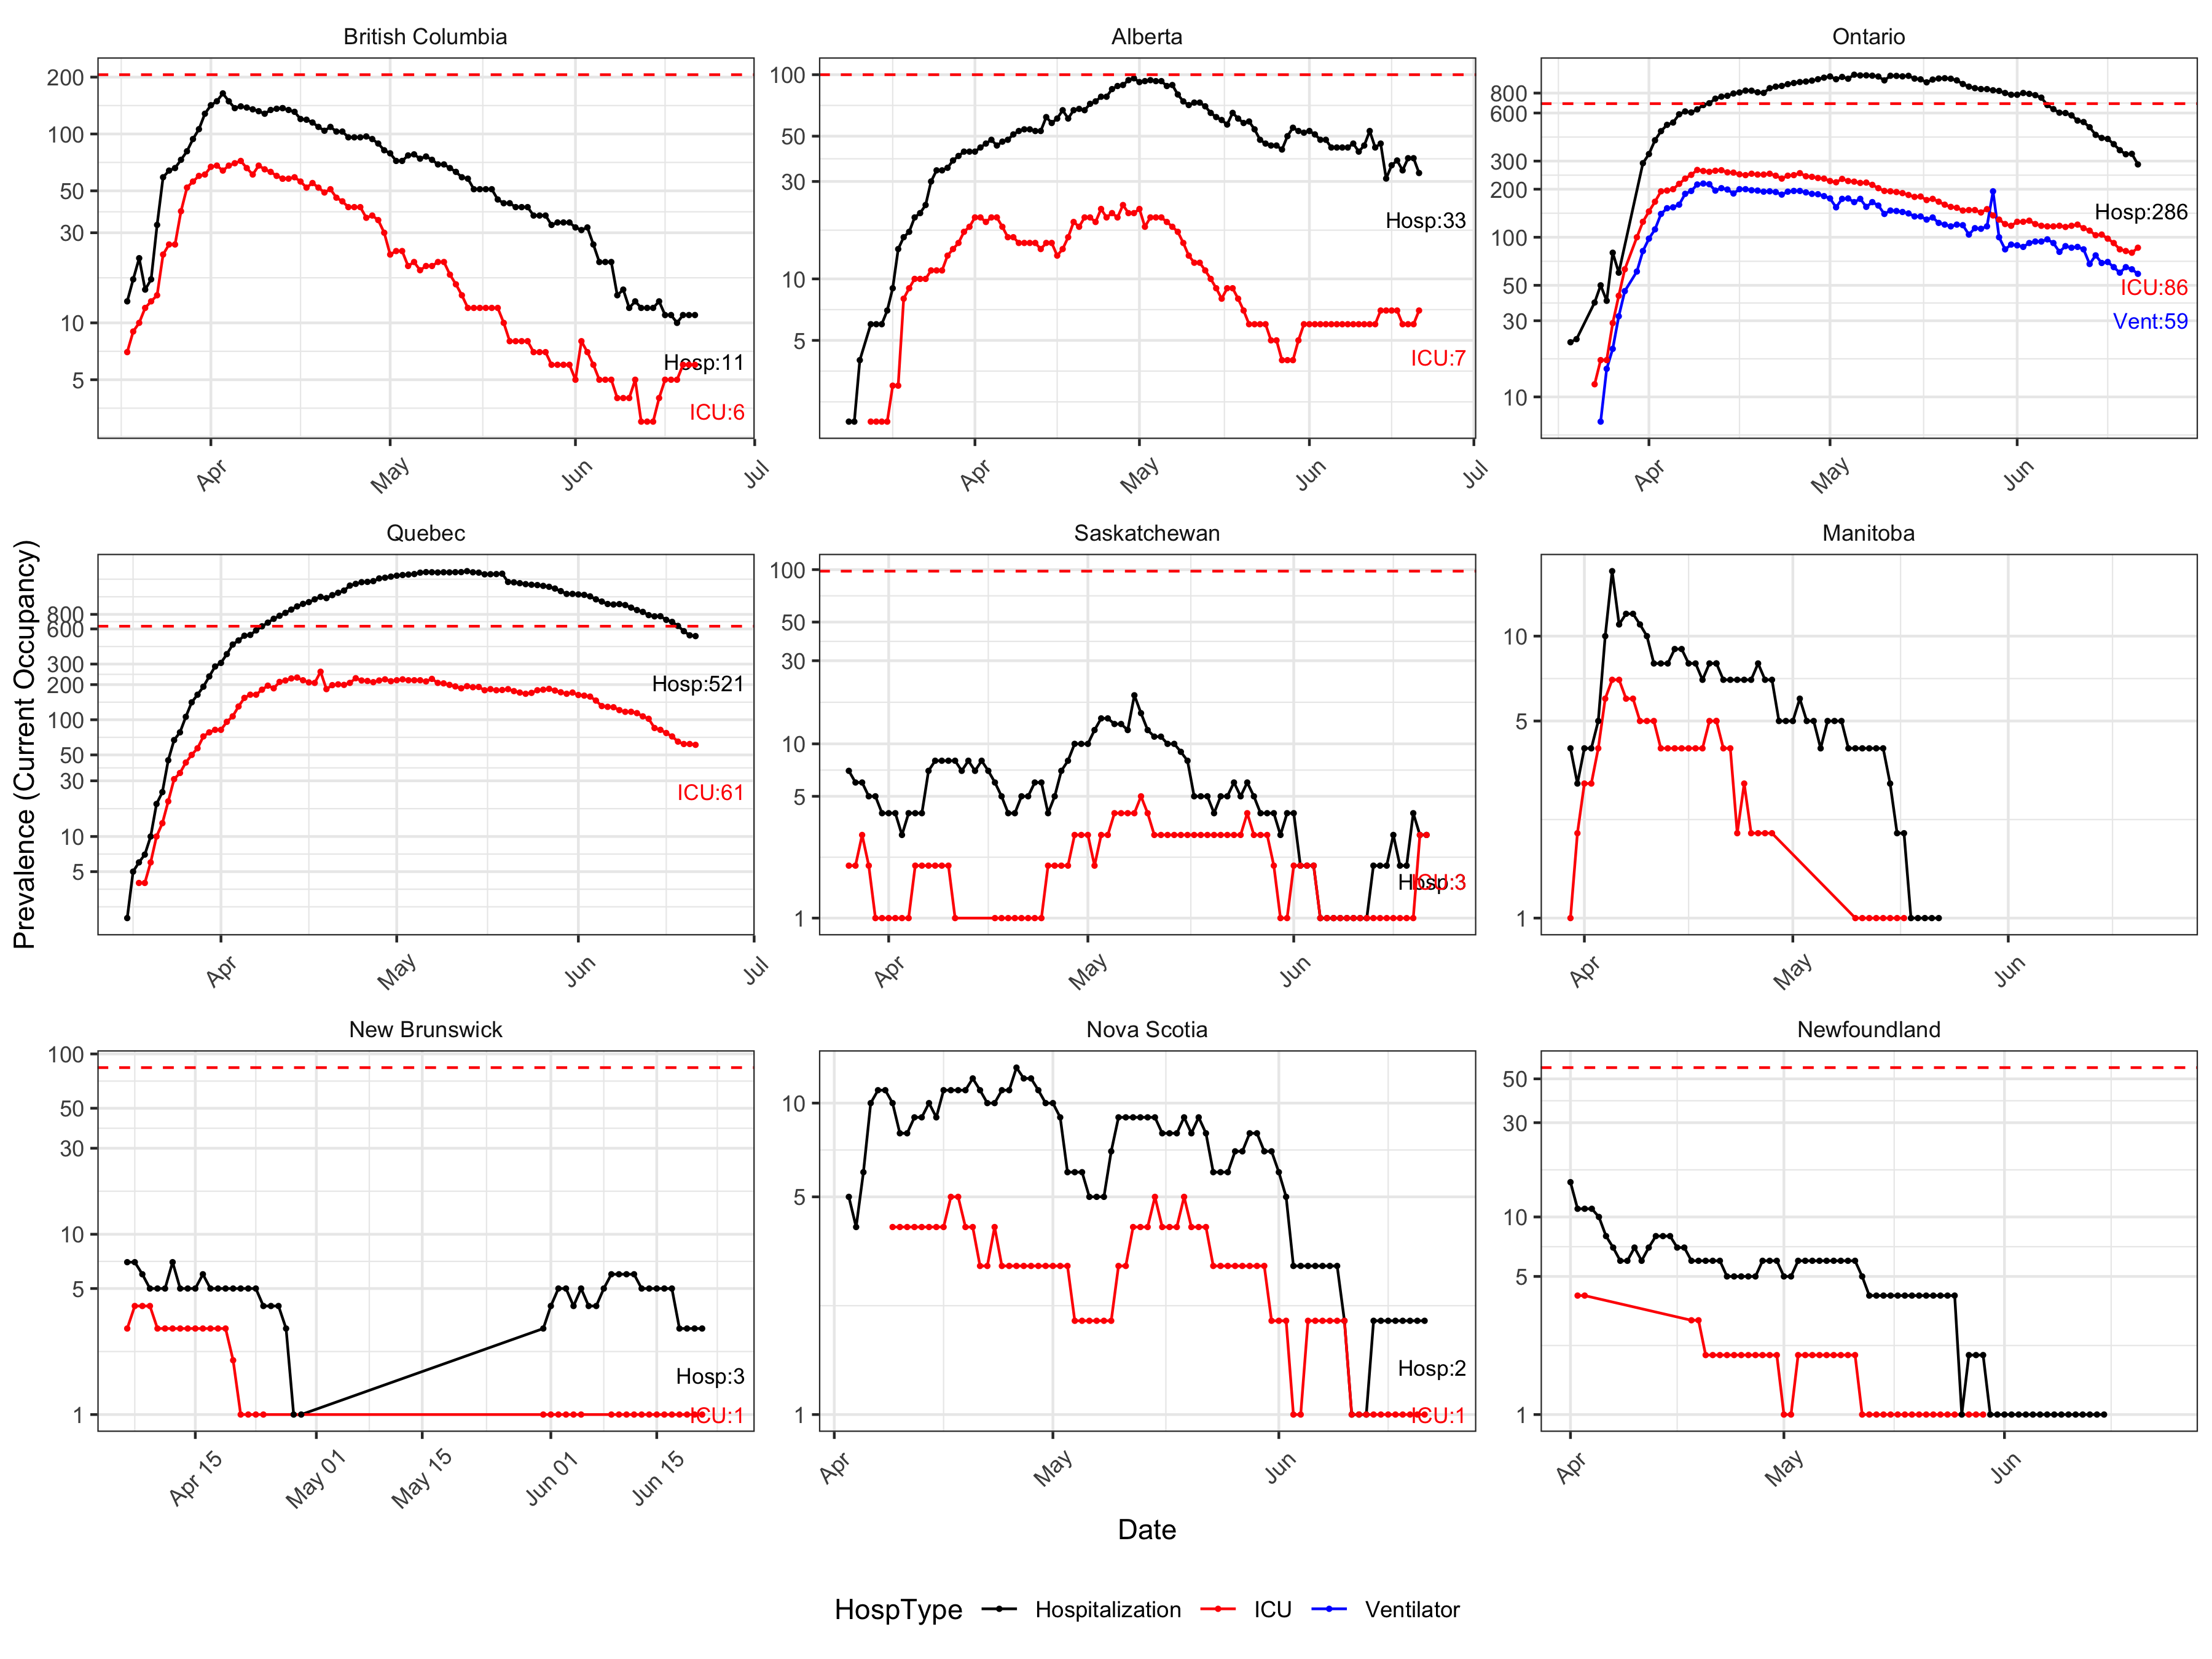 British Columbia
Alberta
Ontario
200
100
50
30
10
5
Hosp:11
ICU:6
Apr
May
Jun
Jul
100
50
30
10
5
Hosp:33
ICU:7
Apr
May
Jun
Jul
800
600
300
200
100
50
30
10
Hosp:286
ICU:86
Vent:59
Apr
May
Jun
Prevalence (Current Occupancy)
Quebec
Saskatchewan
Manitoba
800
600
300
200
100
50
30
10
5
Hosp:521
ICU:61
Apr
May
Jun
Jul
100
50
30
10
5
1
ICU:3
Apr
May
Jun
10
5
1
Apr
May
Jun
New Brunswick
Nova Scotia
Newfoundland
100
50
30
10
5
1
Hosp:3
ICU:1
Apr 15
May 01
May 15
Jun 01
Jun 15
10
5
1
Hosp:2
ICU:1
Apr
May
Jun
50
30
10
5
1
Apr
May
Jun
Date
HospType
Hospitalization
ICU
Ventilator